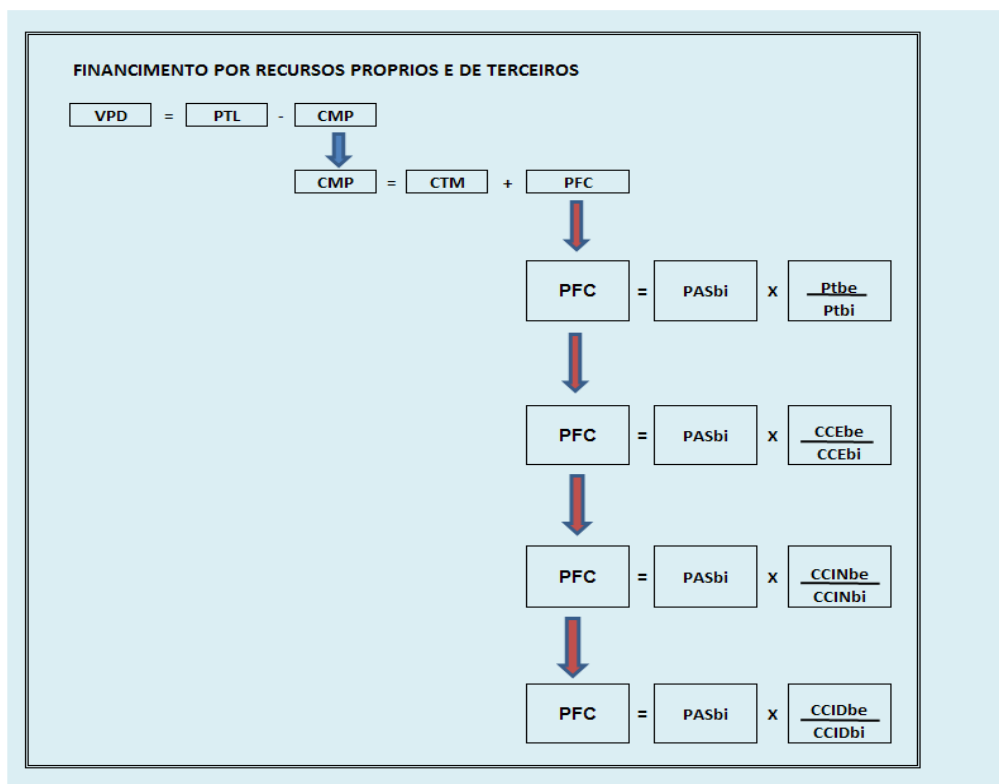 FINANCIMENTO POR RECURSOS PROPRIOS E DE TERCEIROS
VPD = PTL - CMP
CMP = CTM + PFC
PFC = PASbi X Ptbe
Ptbi
PFC = PASbi X CCEbe
CCEbi
PFC = PASbi X CCINbe
CCINbi
PFC = PASbi X CCIDbe
CCIDbi